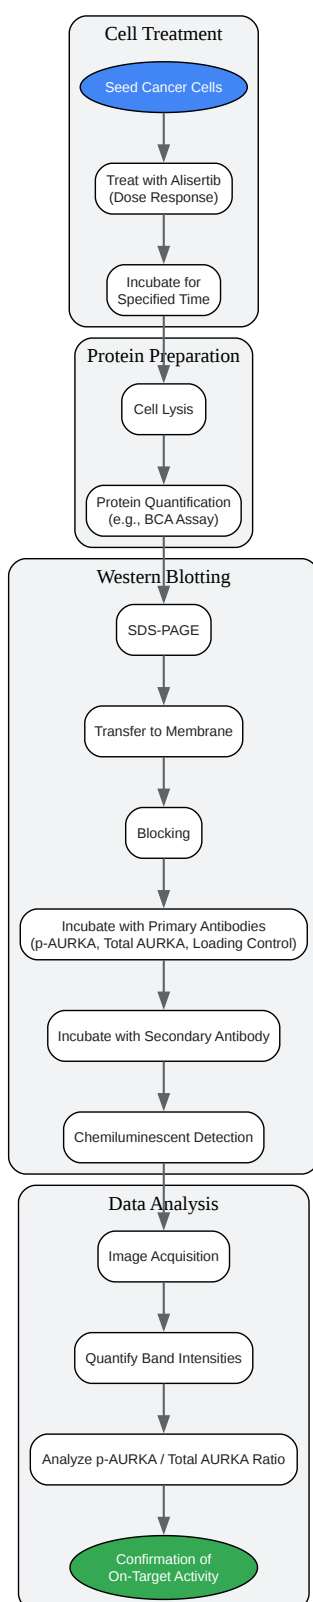 Cell Treatment
Seed Cancer Cells
Treat with Alisertib
(Dose Response)
Incubate for
Specified Time
Protein Preparation
Cell Lysis
Protein Quantification
(e.g., BCA Assay)
Western Blotting
SDS-PAGE
Transfer to Membrane
Blocking
Incubate with Primary Antibodies
(p-AURKA, Total AURKA, Loading Control)
Incubate with Secondary Antibody
Chemiluminescent Detection
Data Analysis
Image Acquisition
Quantify Band Intensities
Analyze p-AURKA / Total AURKA Ratio
Confirmation of
On-Target Activity